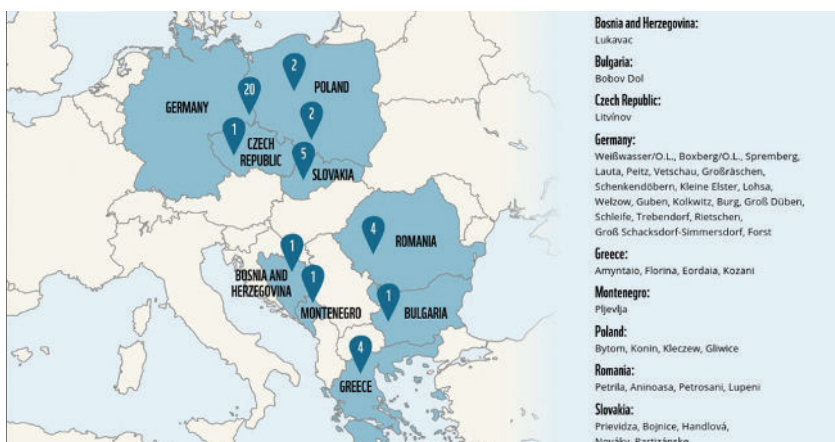 2
20
POLAND
GERMANY
2
1
CZECH
REPUBLIC
5
SLOVAKIA
4
ROMANIA
1
BOSNIA AND
HERZEGOVINA
1
MONTENEGRO
1
BULGARIA
4
GREECE
Bosnia and Herzegovina:
Lukavac
Bulgaria:
Bobov Dol
Czech Republic:
Litvínov
Germany:
Weißwasser/O.L., Boxberg/O.L., Spremberg,
Lauta, Peitz, Vetschau, Großräschen,
Schenkendöbern, Kleine Elster, Lohsa,
Welzow, Guben, Kolkwitz, Burg, Groß Düben,
Schleife, Trebendorf, Rietschen,
Groß Schacksdorf-Simmersdorf, Forst
Greece:
Amyntaio, Florina, Eordaia, Kozani
Montenegro:
Pljevlja
Poland:
Bytom, Konin, Kleczew, Gliwice
Romania:
Petrila, Aninoasa, Petrosani, Lupeni
Slovakia:
Prievidza, Bojnice, Handlová,
Nováky, Partizánske